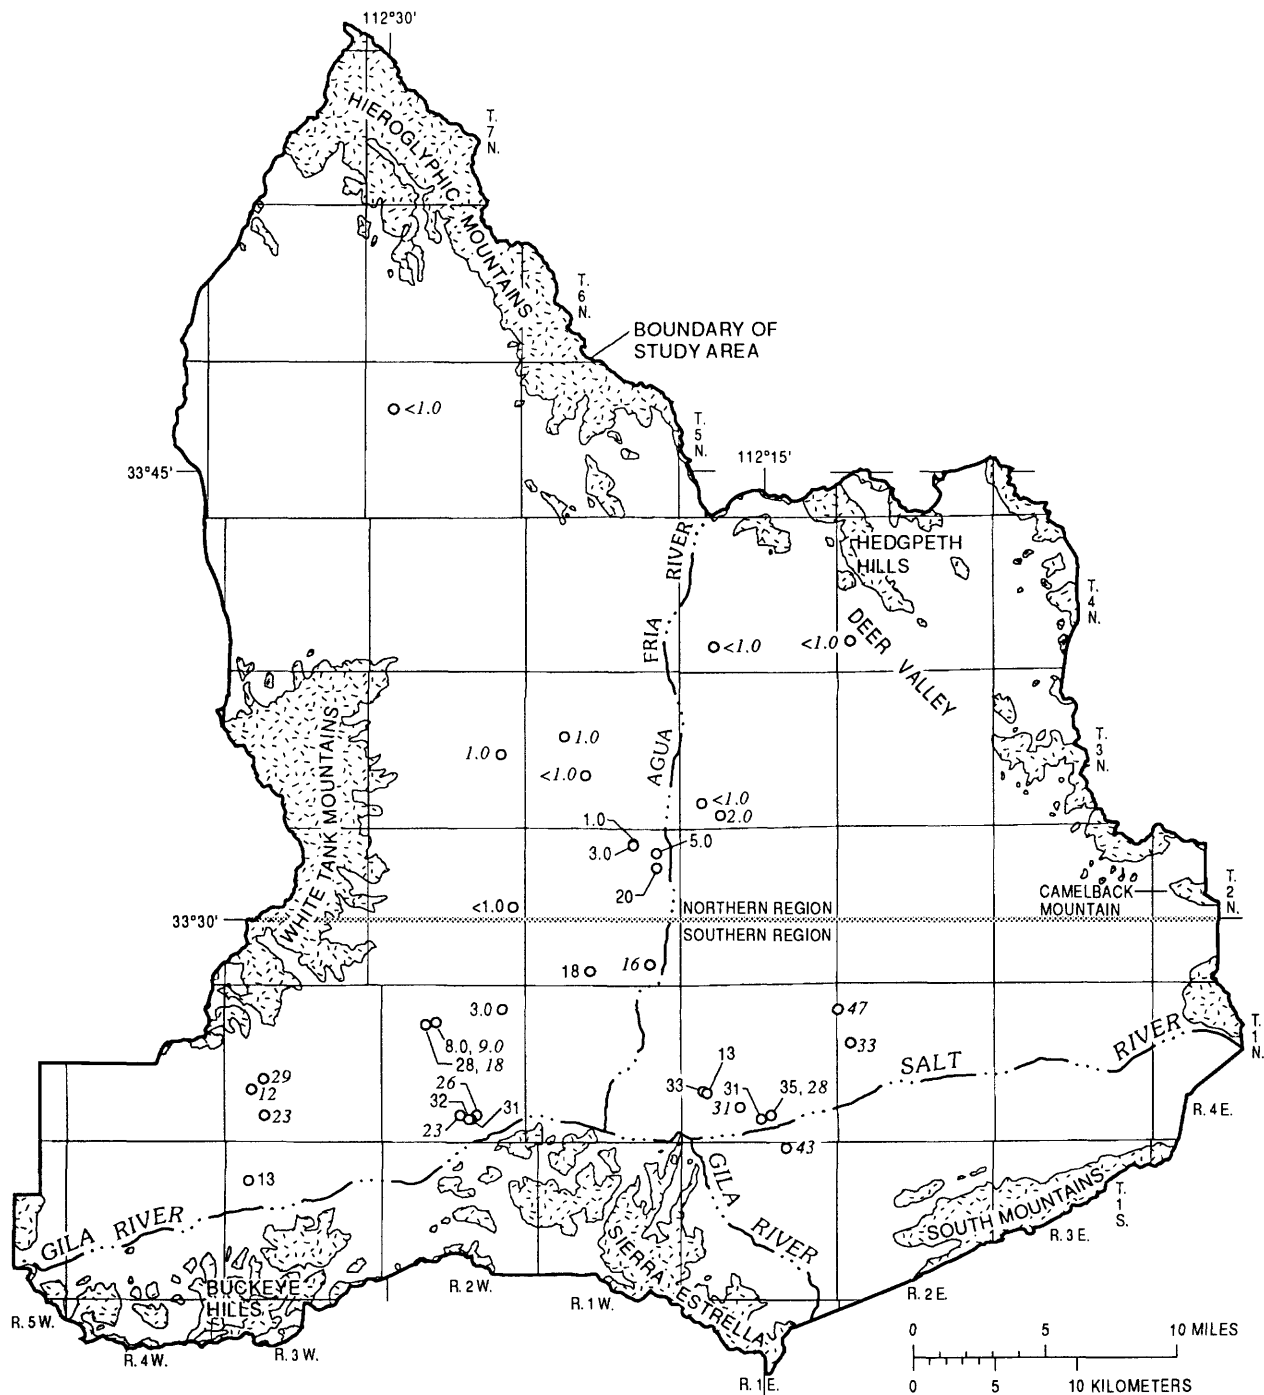 112°30'
HIEROGLYPHIC MOUNTAINS
T. 7 N.
T. 6 N.
BOUNDARY OF
STUDY AREA
<1.0
T. 5 N.
33°45'
112°15'
HEDGPETH
HILLS
T. 4 N.
AGUA FRIA RIVER
<1.0
<1.0
DEER VALLEY
WHITE TANK MOUNTAINS
1.0
1.0
<1.0
T. 3 N.
<1.0
2.0
1.0
3.0
5.0
20
CAMELBACK
MOUNTAIN
T. 2 N.
<1.0
33°30'
NORTHERN REGION
SOUTHERN REGION
18
16
3.0
47
8.0, 9.0
28, 18
33
SALT RIVER
T. 1 N.
29
12
23
26
32
23
31
13
33
31
31
35, 28
R. 4 E.
43
13
GILA RIVER
GILA RIVER
SIERRA ESTRELLA
SOUTH MOUNTAINS
T. 1 S.
R. 3 E.
BUCKEYE
HILLS
R. 2 W.
R. 1 W.
R. 2 E.
R. 5 W.
R. 4 W.
R. 3 W.
R. 1 E.
0 5 10 MILES
0 5 10 KILOMETERS